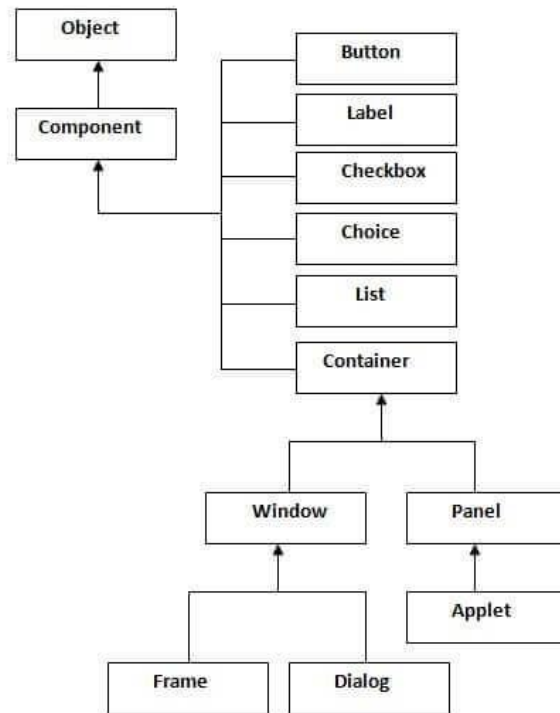 Object
Component
Button
Label
Checkbox
Choice
List
Container
Window
Panel
Applet
Frame
Dialog